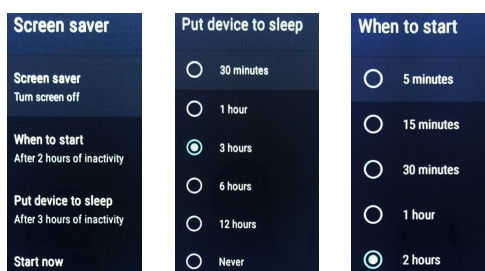 Screen saver
Screen saver
Turn screen off
When to start
After 2 hours of inactivity
Put device to sleep
After 3 hours of inactivity
Start now
Put device to sleep
30 minutes
1 hour
3 hours
6 hours
12 hours
Never
When to start
5 minutes
15 minutes
30 minutes
1 hour
2 hours